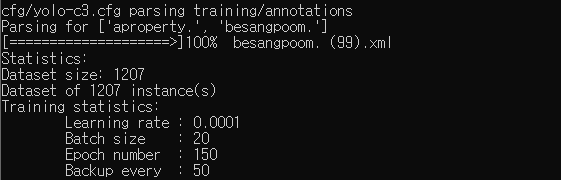 cfg/yolo-c3.cfg parsing training/annotations
Parsing for ['aproperty.', 'besangpoom.']
[====================>]100%  besangpoom. (99).xml
Statistics:
Dataset size: 1207
Dataset of 1207 instance(s)
Training statistics:
Learning rate : 0.0001
Batch size : 20
Epoch number : 150
Backup every : 50